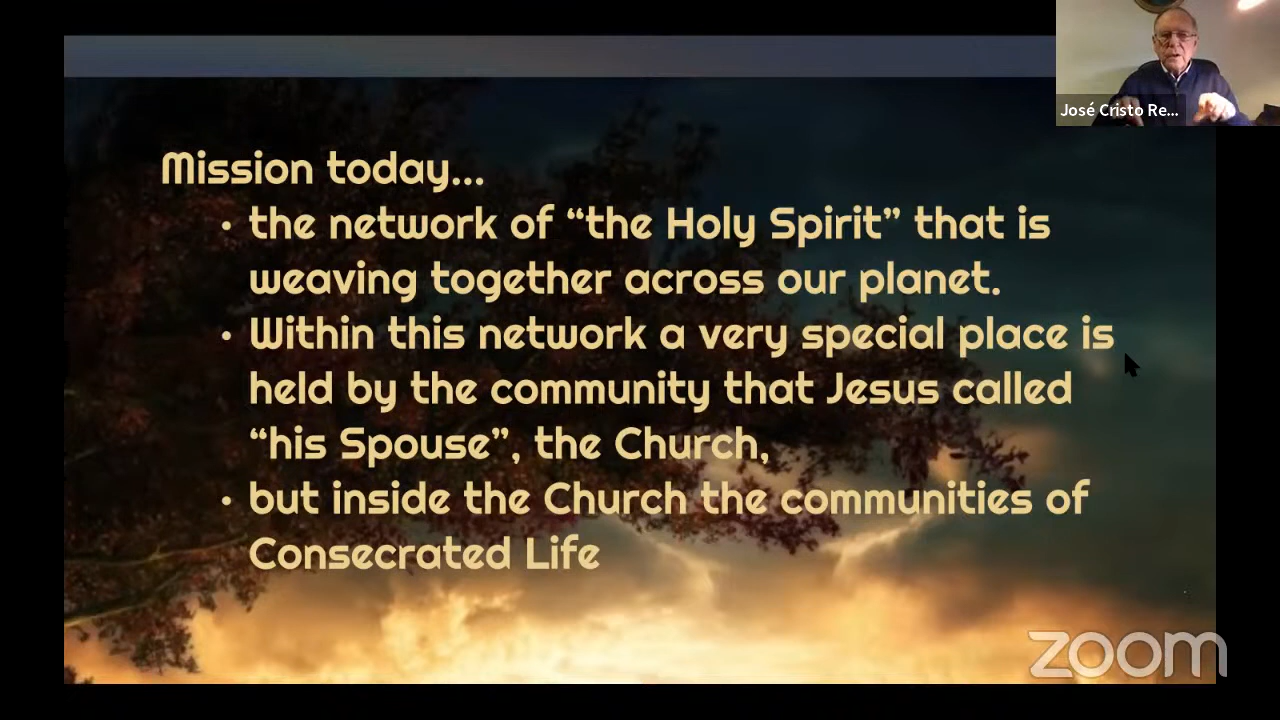 José Cristo Re...
Mission today...
• the network of “the Holy Spirit” that is
weaving together across our planet.
• Within this network a very special place is
held by the community that Jesus called
“his Spouse”, the Church,
• but inside the Church the communities of
Consecrated Life
zoom